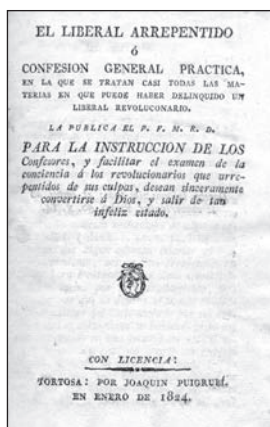 EL LIBERAL ARREPENTIDO
ó
CONFESION GENERAL PRACTICA,
EN LA QUE SE TRATAN CASI TODAS LAS MA-
TERIAS EN QUE PUEDE HABER DELINQUIDO UN
LIBERAL REVOLUCONARIO.
LA PUBLICA EL P. F. M. R. D.
PARA LA INSTRUCCION DE LOS
Confesores, y facilitar el examen de la
conciencia á los revolucionarios que arre-
pentidos de sus culpas, desean sinceramente
convertirse á Dios, y salir de tan
infeliz estado.
CON LICENCIA:
TORTOSA: POR JOAQUIN PUIGRUBÍ.
EN ENERO DE 1824.